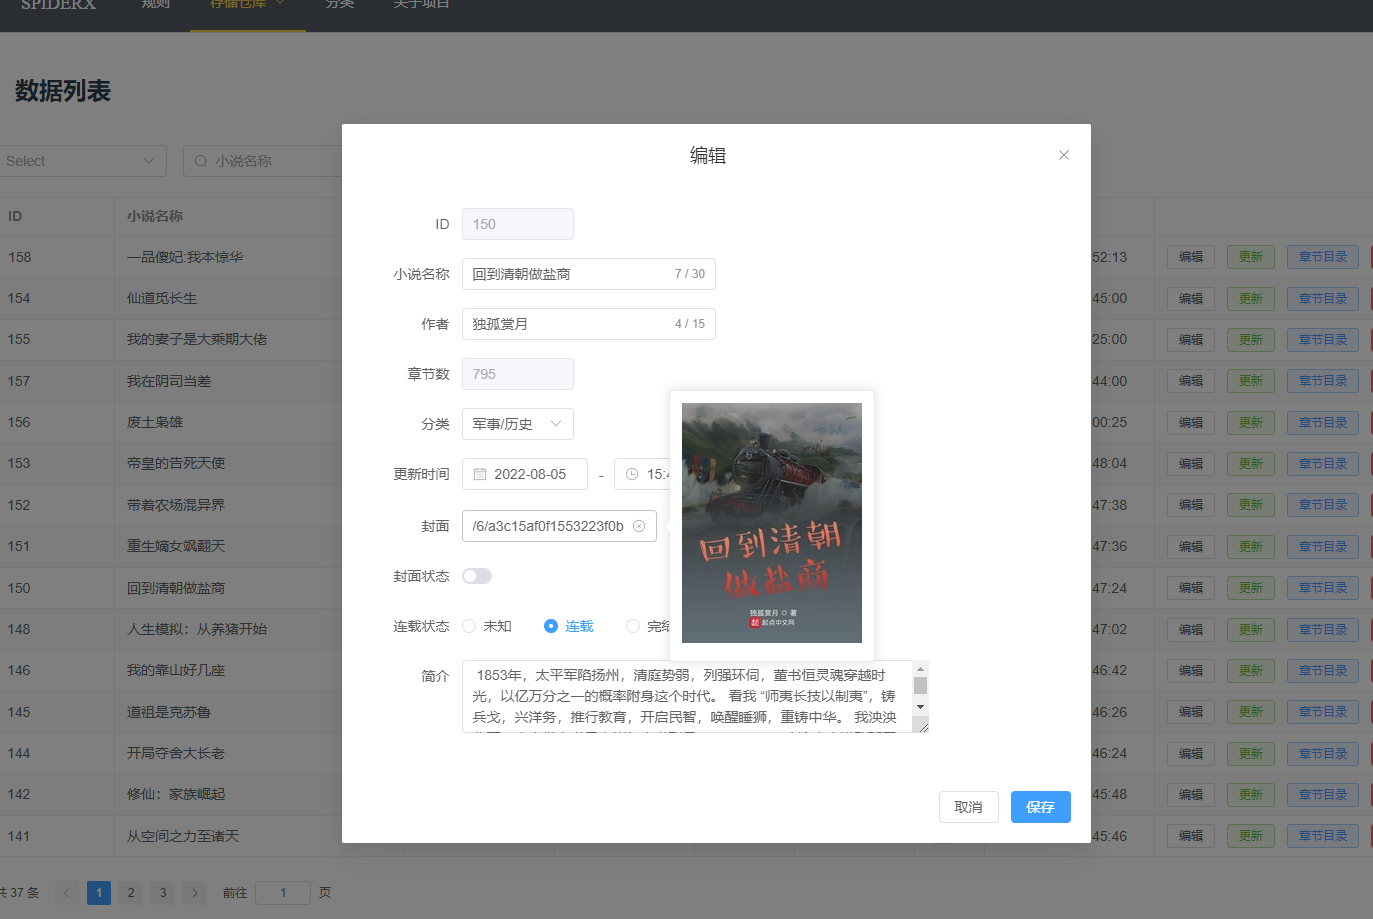 SPIDERX 规则 存储仓库 分类 关于项目
数据列表
Select 小说名称
ID 小说名称
158 一品傻妃:我本惊华 52:13 编辑 更新 章节目录
154 仙道觅长生 45:00 编辑 更新 章节目录
155 我的妻子是大乘期大佬 25:00 编辑 更新 章节目录
157 我在阴司当差 44:00 编辑 更新 章节目录
156 废土枭雄 00:25 编辑 更新 章节目录
153 帝皇的告死天使 48:04 编辑 更新 章节目录
152 带着农场混异界 47:38 编辑 更新 章节目录
151 重生嫡女飒翻天 47:36 编辑 更新 章节目录
150 回到清朝做盐商 47:24 编辑 更新 章节目录
148 人生模拟：从养猪开始 47:02 编辑 更新 章节目录
146 我的靠山好几座 46:42 编辑 更新 章节目录
145 道祖是克苏鲁 46:26 编辑 更新 章节目录
144 开局夺舍大长老 46:24 编辑 更新 章节目录
142 修仙：家族崛起 45:48 编辑 更新 章节目录
141 从空间之力至诸天 45:46 编辑 更新 章节目录
共 37 条 1 2 3 前往 1 页
编辑
ID 150
小说名称 回到清朝做盐商 7 / 30
作者 独孤赏月 4 / 15
章节数 795
分类 军事/历史
更新时间 2022-08-05 - 15:4
封面 /6/a3c15af0f1553223f0b
封面状态
连载状态 未知 连载 完结
简介 1853年，太平军陷扬州，清庭势弱，列强环伺，董书恒灵魂穿越时
光，以亿万分之一的概率附身这个时代。 看我 “师夷长技以制夷”，铸
兵戈，兴洋务，推行教育，开启民智，唤醒睡狮，重铸中华。 我泱泱
取消 保存
回到清朝
做盐商
独孤赏月 著
起 起点中文网